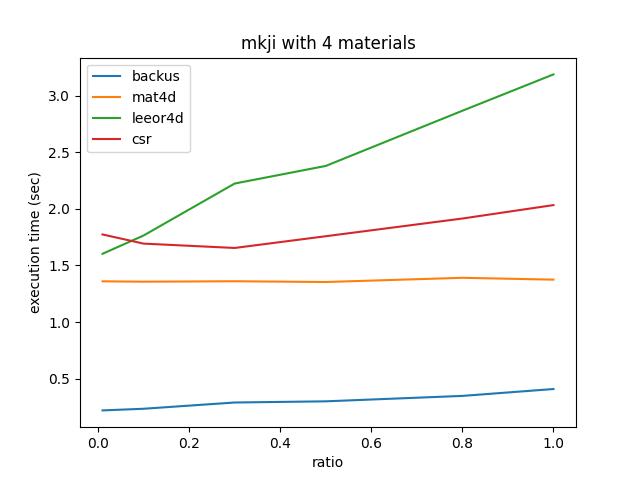 mkji with 4 materials
backus
mat4d
leeor4d
csr
execution time (sec)
3.0
2.5
2.0
1.5
1.0
0.5
0.0 0.2 0.4 0.6 0.8 1.0
ratio